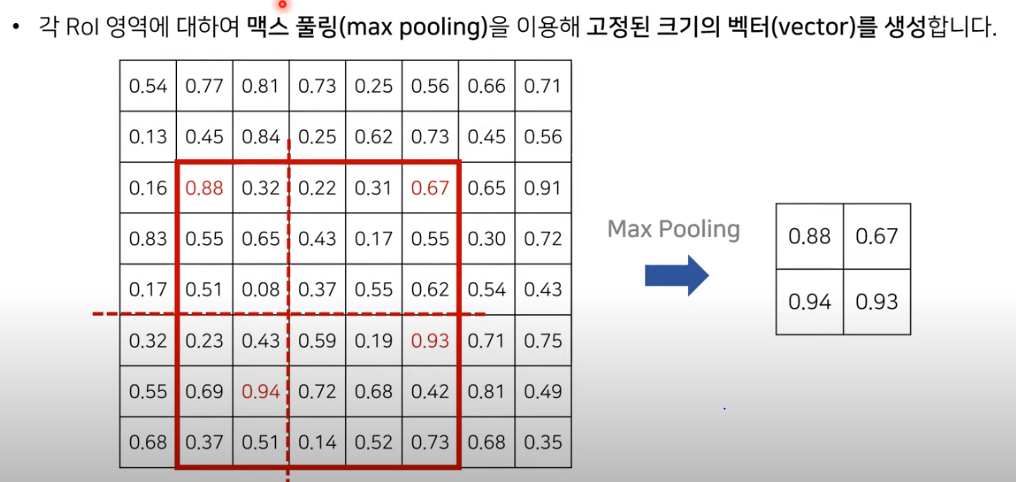 • 각 RoI 영역에 대하여 맥스 풀링(max pooling)을 이용해 고정된 크기의 벡터(vector)를 생성합니다.
0.54 0.77 0.81 0.73 0.25 0.56 0.66 0.71
0.13 0.45 0.84 0.25 0.62 0.73 0.45 0.56
0.16 0.88 0.32 0.22 0.31 0.67 0.65 0.91
0.83 0.55 0.65 0.43 0.17 0.55 0.30 0.72
0.17 0.51 0.08 0.37 0.55 0.62 0.54 0.43
0.32 0.23 0.43 0.59 0.19 0.93 0.71 0.75
0.55 0.69 0.94 0.72 0.68 0.42 0.81 0.49
0.68 0.37 0.51 0.14 0.52 0.73 0.68 0.35
Max Pooling
0.88 0.67
0.94 0.93